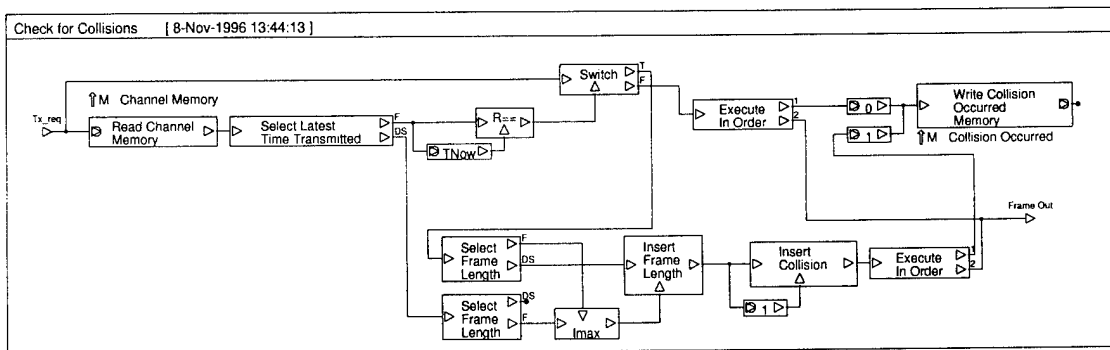 Check for Collisions [ 8-Nov-1996 13:44:13 ]
Switch
T
F
M Channel Memory
Tx_req
Read Channel
Memory
Select Latest
Time Transmitted
F
DS
R==
TNow
Execute
In Order
1
2
0
1
Write Collision
Occurred
Memory
M Collision Occurred
Frame Out
Select
Frame
Length
F
DS
Insert
Frame
Length
Insert
Collision
Execute
In Order
1
2
Select
Frame
Length
DS
F
Imax
1